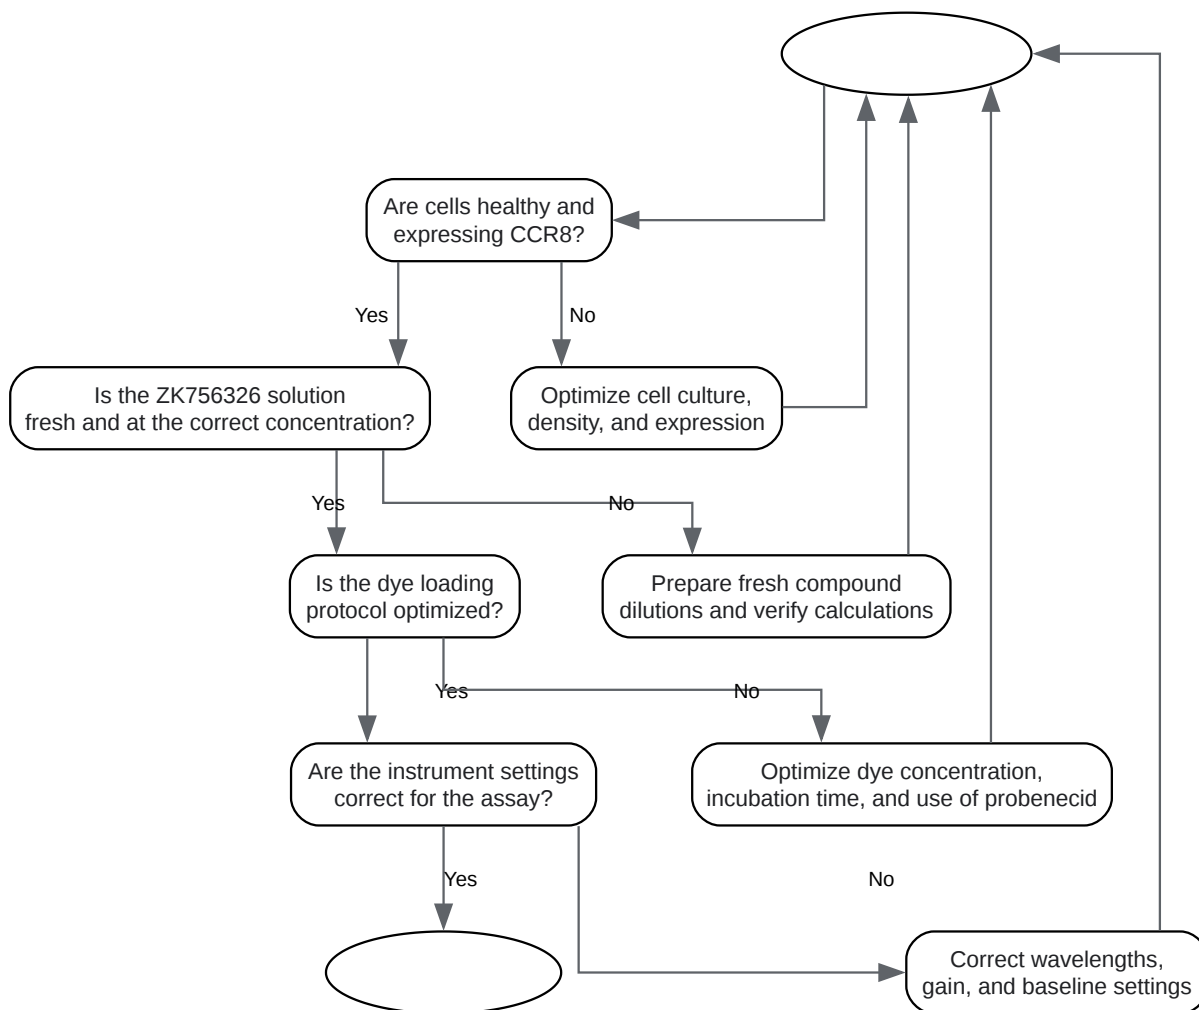 Are cells healthy and
expressing CCR8?
Yes
No
Is the ZK756326 solution
fresh and at the correct concentration?
Optimize cell culture,
density, and expression
Yes
No
Is the dye loading
protocol optimized?
Prepare fresh compound
dilutions and verify calculations
Yes
No
Are the instrument settings
correct for the assay?
Optimize dye concentration,
incubation time, and use of probenecid
Yes
No
Correct wavelengths,
gain, and baseline settings